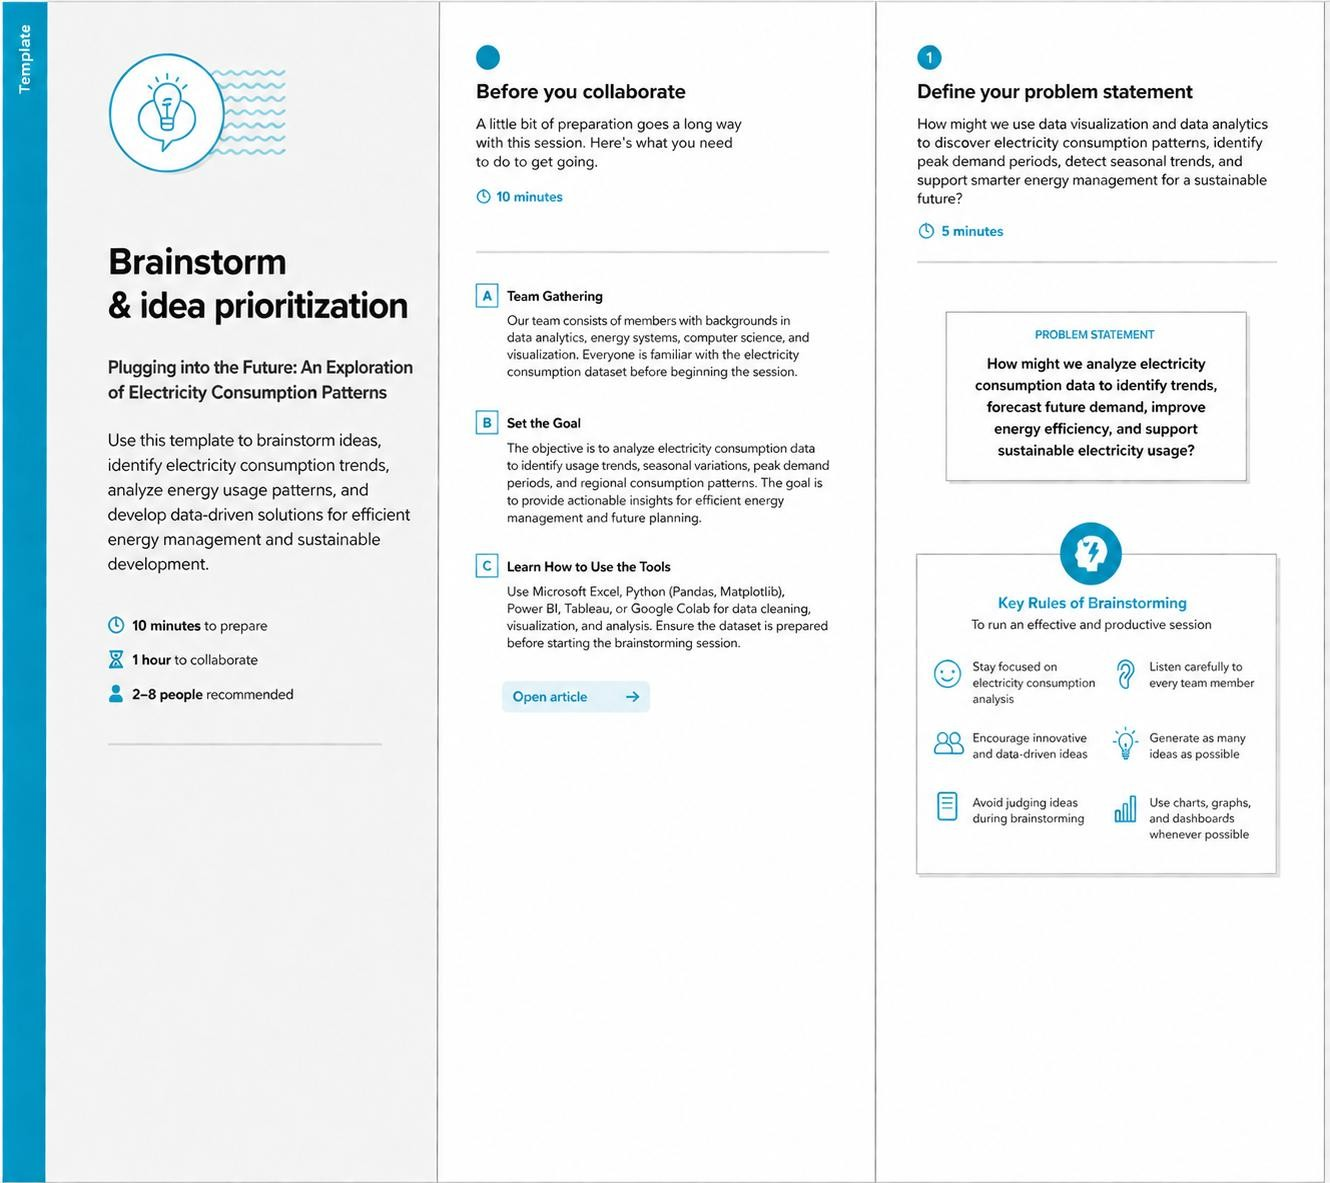 Template
Brainstorm
& idea prioritization
Plugging into the Future: An Exploration
of Electricity Consumption Patterns
Use this template to brainstorm ideas,
identify electricity consumption trends,
analyze energy usage patterns, and
develop data-driven solutions for efficient
energy management and sustainable
development.
10 minutes to prepare
1 hour to collaborate
2–8 people recommended
Before you collaborate
A little bit of preparation goes a long way
with this session. Here's what you need
to do to get going.
10 minutes
A Team Gathering
Our team consists of members with backgrounds in
data analytics, energy systems, computer science, and
visualization. Everyone is familiar with the electricity
consumption dataset before beginning the session.
B Set the Goal
The objective is to analyze electricity consumption data
to identify usage trends, seasonal variations, peak demand
periods, and regional consumption patterns. The goal is
to provide actionable insights for efficient energy
management and future planning.
C Learn How to Use the Tools
Use Microsoft Excel, Python (Pandas, Matplotlib),
Power BI, Tableau, or Google Colab for data cleaning,
visualization, and analysis. Ensure the dataset is prepared
before starting the brainstorming session.
Open article
1
Define your problem statement
How might we use data visualization and data analytics
to discover electricity consumption patterns, identify
peak demand periods, detect seasonal trends, and
support smarter energy management for a sustainable
future?
5 minutes
PROBLEM STATEMENT
How might we analyze electricity
consumption data to identify trends,
forecast future demand, improve
energy efficiency, and support
sustainable electricity usage?
Key Rules of Brainstorming
To run an effective and productive session
Stay focused on
electricity consumption
analysis
Listen carefully to
every team member
Encourage innovative
and data-driven ideas
Generate as many
ideas as possible
Avoid judging ideas
during brainstorming
Use charts, graphs,
and dashboards
whenever possible